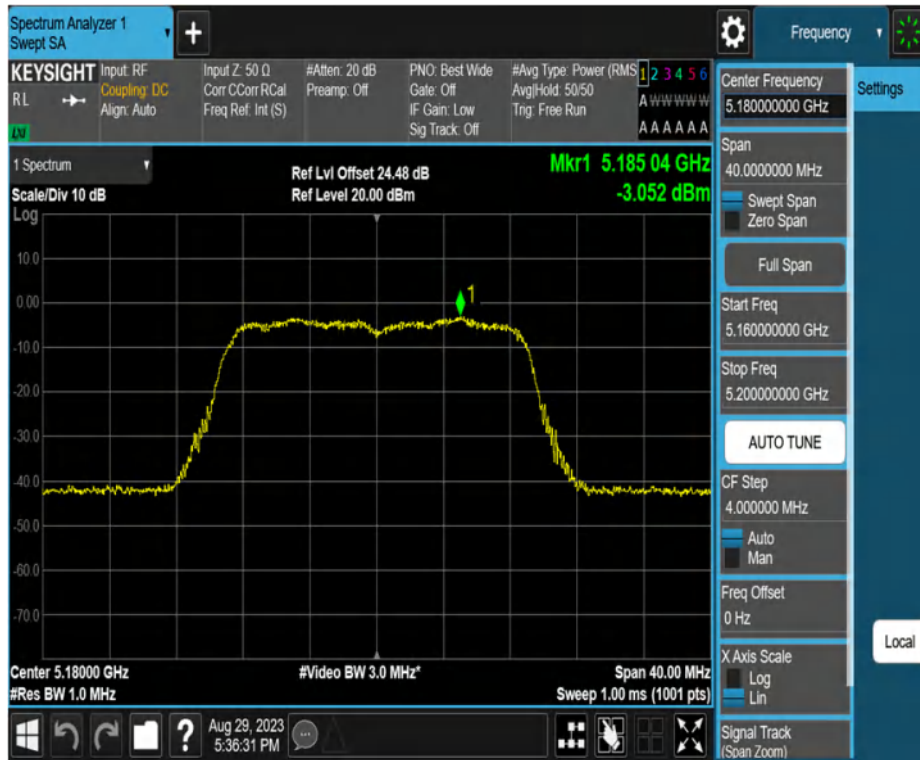 Spectrum Analyzer 1
Swept SA
+
Frequency
KEYSIGHT
RL
LXI
Input: RF
Coupling: DC
Align: Auto
Input Z: 50 Ω
Corr CCorr RCal
Freq Ref: Int (S)
#Atten: 20 dB
Preamp: Off
PNO: Best Wide
Gate: Off
IF Gain: Low
Sig Track: Off
#Avg Type: Power (RMS
Avg|Hold: 50/50
Trig: Free Run
1 2 3 4 5 6
A W W W W W
A A A A A A
1 Spectrum
Scale/Div 10 dB
Log
Ref Lvl Offset 24.48 dB
Ref Level 20.00 dBm
Mkr1 5.185 04 GHz
-3.052 dBm
10.0
0.00
-10.0
-20.0
-30.0
-40.0
-50.0
-60.0
-70.0
1
Center 5.18000 GHz
#Res BW 1.0 MHz
#Video BW 3.0 MHz*
Span 40.00 MHz
Sweep 1.00 ms (1001 pts)
?
Aug 29, 2023
5:36:31 PM
Center Frequency
5.180000000 GHz
Span
40.0000000 MHz
Swept Span
Zero Span
Full Span
Start Freq
5.160000000 GHz
Stop Freq
5.200000000 GHz
AUTO TUNE
CF Step
4.000000 MHz
Auto
Man
Freq Offset
0 Hz
X Axis Scale
Log
Lin
Signal Track
(Span Zoom)
Settings
Local